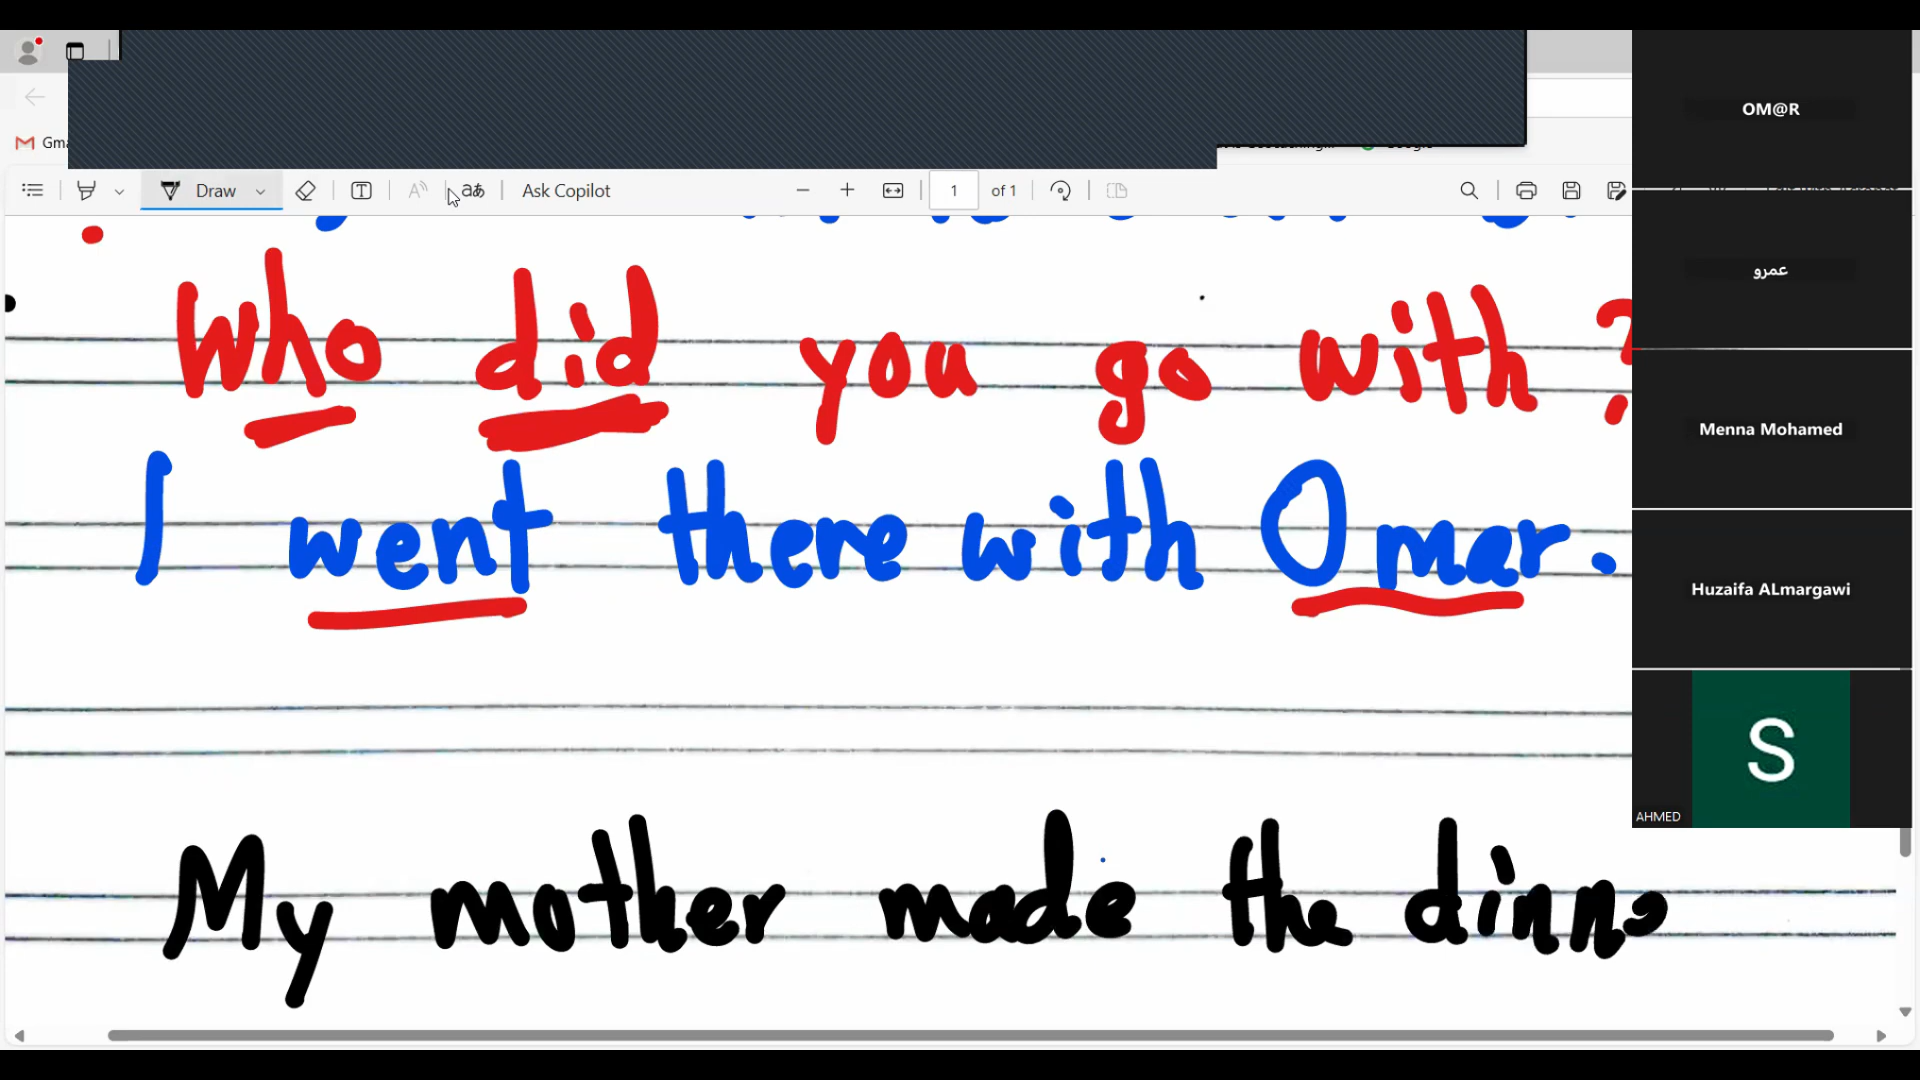 Ask Copilot
Draw
1 of 1
Who did you go with ?
I went there with Omar.
My mother made the dinne
OM@R
عمرو
Menna Mohamed
Huzaifa ALmargawi
S
AHMED